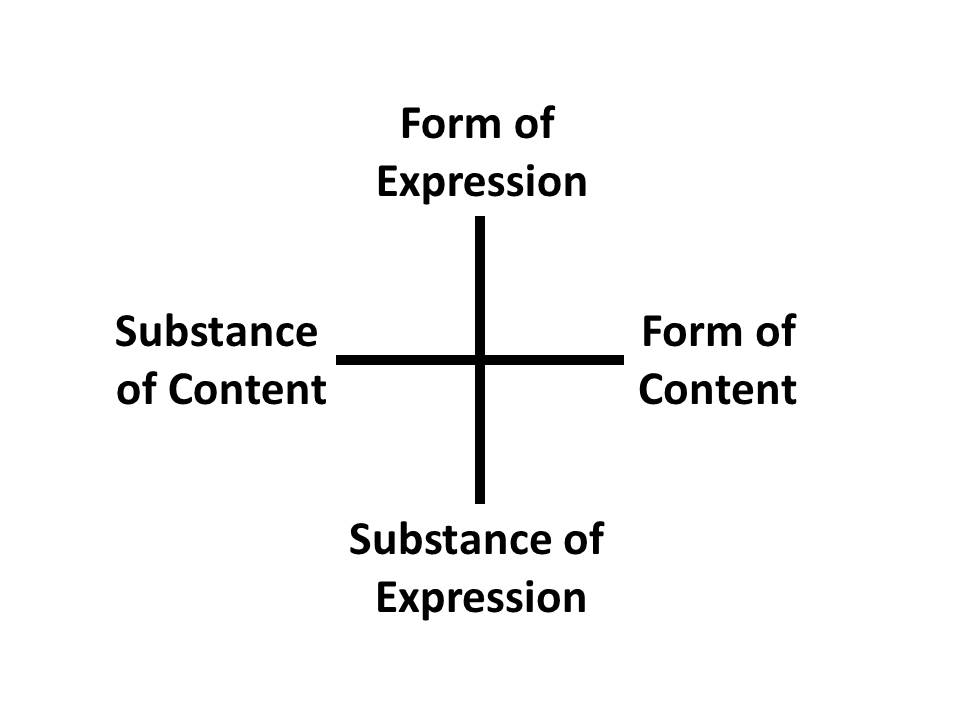 Form of
Expression
Substance
of Content
Form of
Content
Substance of
Expression